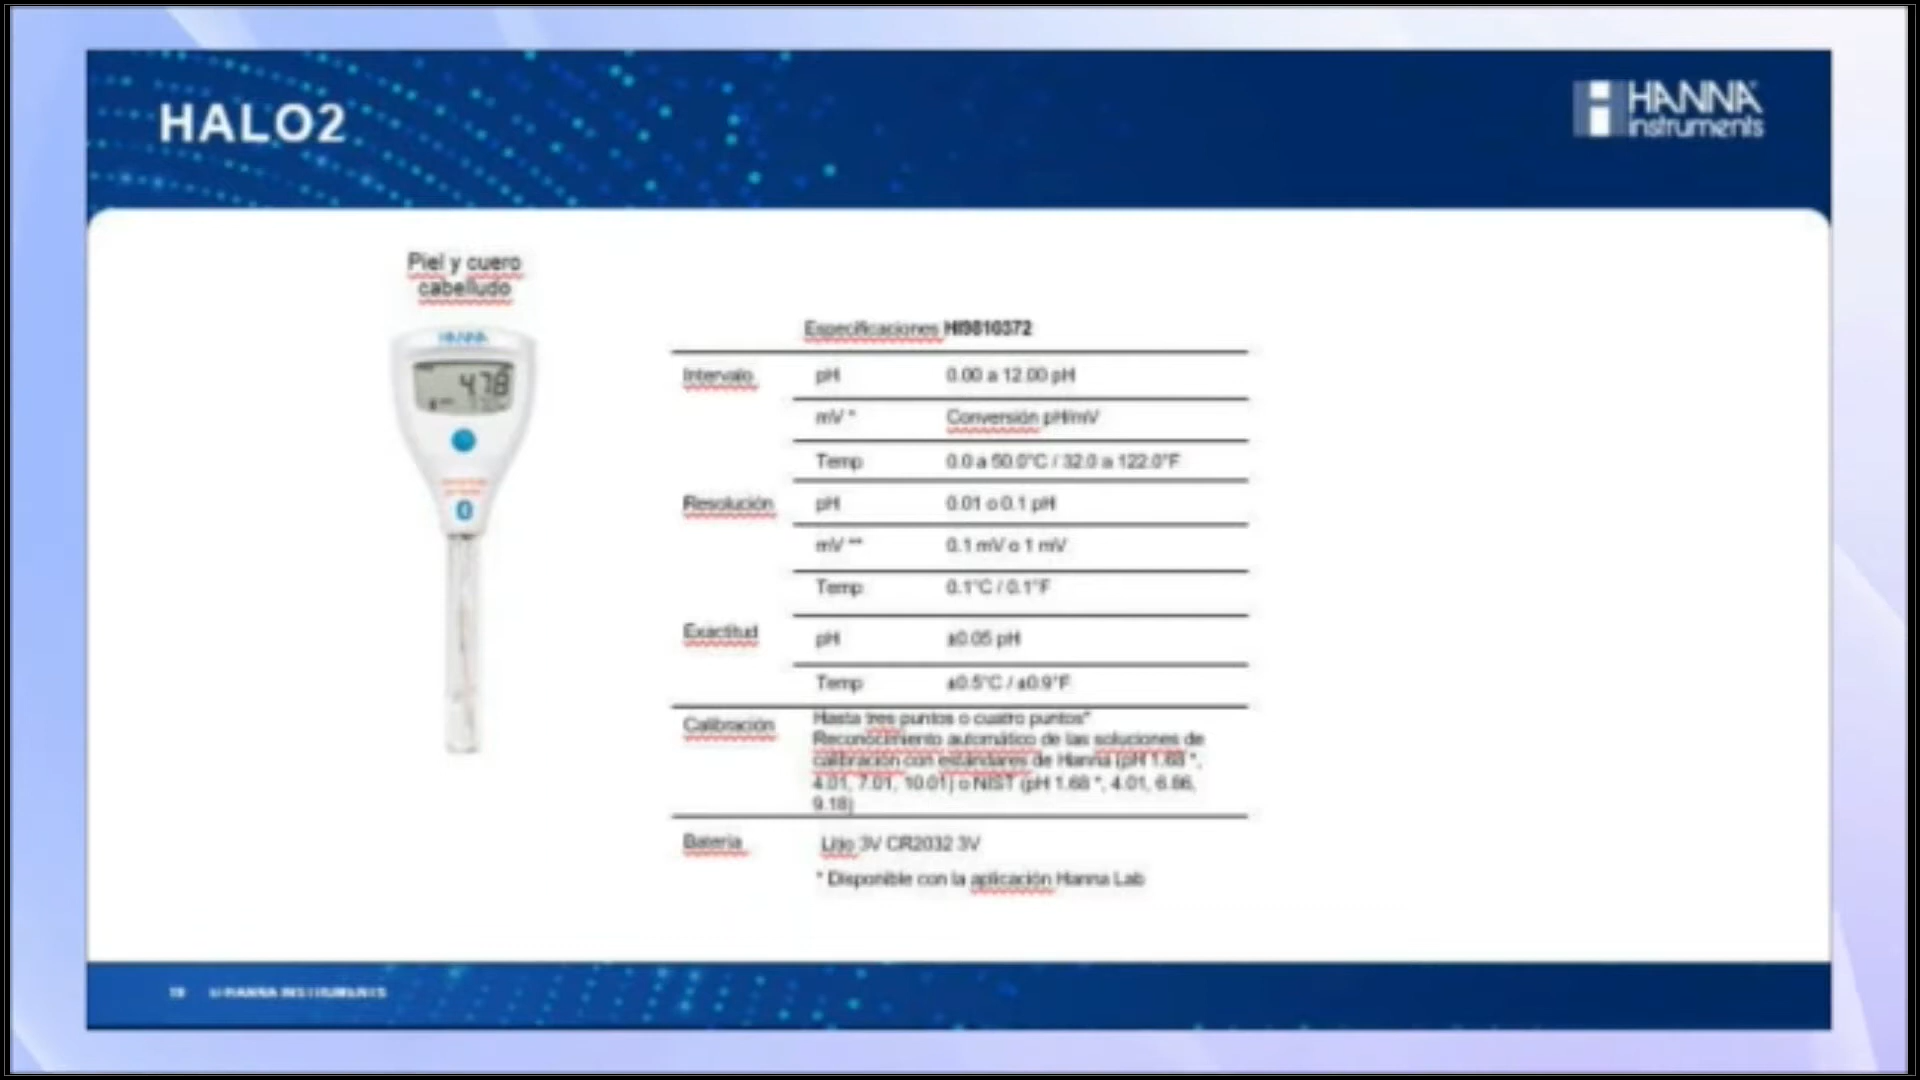 HALO2
HANNA
instruments
Piel y cuero
cabelludo
HANNA
4.78
Especificaciones HI9810372
Intervalo pH 0.00 a 12.00 pH
mV * Conversión pH/mV
Temp 0.0 a 50.0°C / 32.0 a 122.0°F
Resolución pH 0.01 o 0.1 pH
mV ** 0.1 mV o 1 mV
Temp 0.1°C / 0.1°F
Exactitud pH ±0.05 pH
Temp ±0.5°C / ±0.9°F
Calibración Hasta tres puntos o cuatro puntos*
Reconocimiento automático de las soluciones de
calibración con estándares de Hanna (pH 1.68 *,
4.01, 7.01, 10.01) o NIST (pH 1.68 *, 4.01, 6.86,
9.18)
Batería Litio 3V CR2032 3V
* Disponible con la aplicación Hanna Lab
HANNA INSTRUMENTS